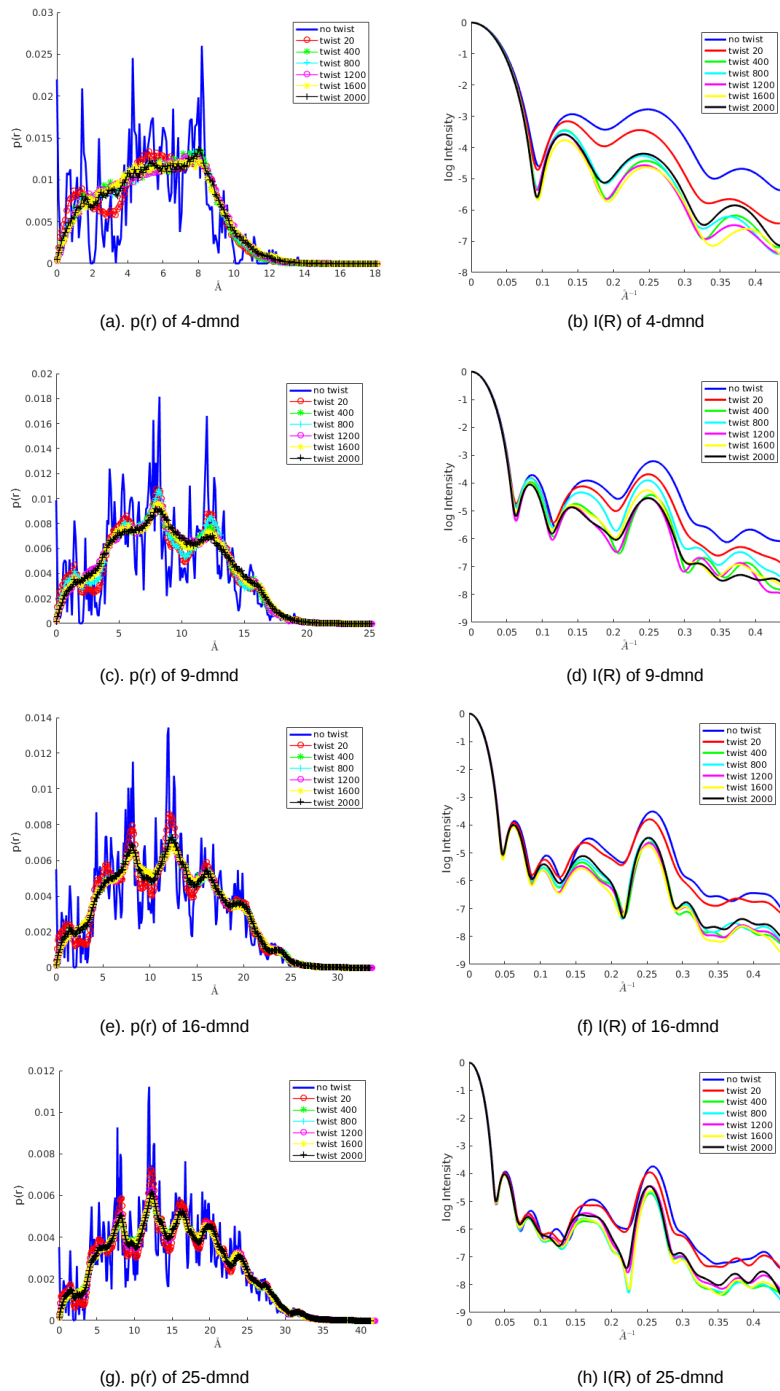 0.03
0.025
0.02
0.015
0.01
0.005
0
p(r)
0 2 4 6 8 10 12 14 16 18
Å
no twist
twist 20
twist 400
twist 800
twist 1200
twist 1600
twist 2000
(a). p(r) of 4-dmnd
0
-1
-2
-3
-4
-5
-6
-7
-8
log Intensity
0 0.05 0.1 0.15 0.2 0.25 0.3 0.35 0.4
Å⁻¹
no twist
twist 20
twist 400
twist 800
twist 1200
twist 1600
twist 2000
(b) I(R) of 4-dmnd
0.02
0.018
0.016
0.014
0.012
0.01
0.008
0.006
0.004
0.002
0
p(r)
0 5 10 15 20 25
Å
no twist
twist 20
twist 400
twist 800
twist 1200
twist 1600
twist 2000
(c). p(r) of 9-dmnd
0
-1
-2
-3
-4
-5
-6
-7
-8
-9
log Intensity
0 0.05 0.1 0.15 0.2 0.25 0.3 0.35 0.4
Å⁻¹
no twist
twist 20
twist 400
twist 800
twist 1200
twist 1600
twist 2000
(d) I(R) of 9-dmnd
0.014
0.012
0.01
0.008
0.006
0.004
0.002
0
p(r)
0 5 10 15 20 25 30
Å
no twist
twist 20
twist 400
twist 800
twist 1200
twist 1600
twist 2000
(e). p(r) of 16-dmnd
0
-1
-2
-3
-4
-5
-6
-7
-8
-9
log Intensity
0 0.05 0.1 0.15 0.2 0.25 0.3 0.35 0.4
Å⁻¹
no twist
twist 20
twist 400
twist 800
twist 1200
twist 1600
twist 2000
(f) I(R) of 16-dmnd
0.012
0.01
0.008
0.006
0.004
0.002
0
p(r)
0 5 10 15 20 25 30 35 40
Å
no twist
twist 20
twist 400
twist 800
twist 1200
twist 1600
twist 2000
(g). p(r) of 25-dmnd
0
-1
-2
-3
-4
-5
-6
-7
-8
-9
log Intensity
0 0.05 0.1 0.15 0.2 0.25 0.3 0.35 0.4
Å⁻¹
no twist
twist 20
twist 400
twist 800
twist 1200
twist 1600
twist 2000
(h) I(R) of 25-dmnd